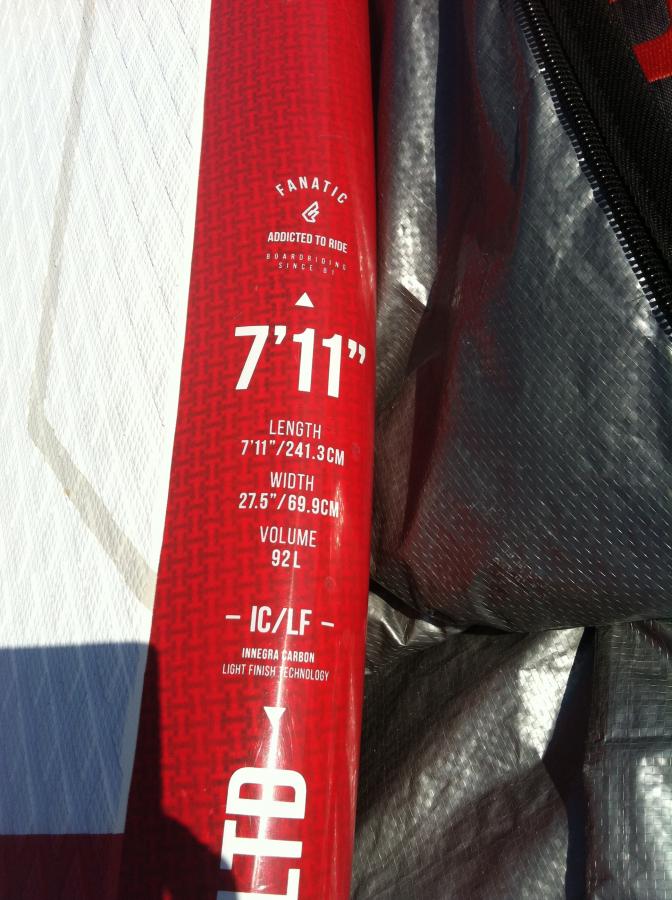 FANATIC
ADDICTED TO RIDE
BOARDRIDING
SINCE 81
7'11"
LENGTH
7'11"/241.3CM
WIDTH
27.5"/69.9CM
VOLUME
92L
– IC/LF –
INNEGRA CARBON
LIGHT FINISH TECHNOLOGY
LTD